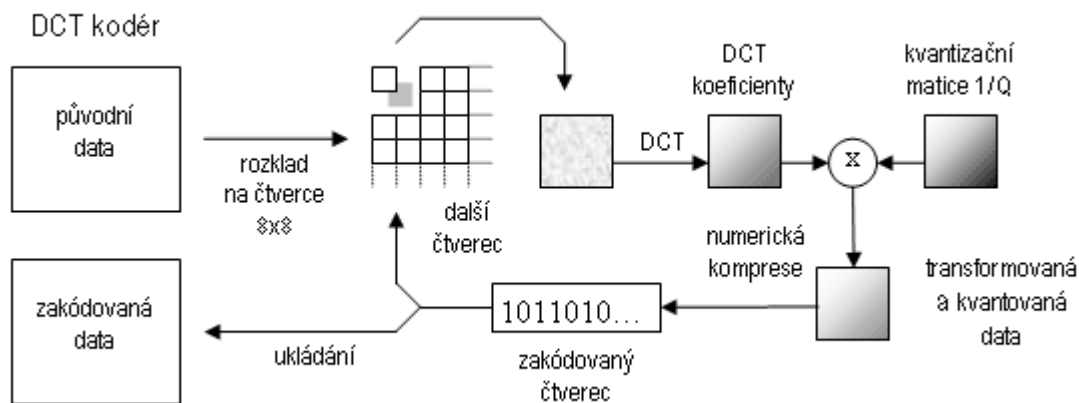 DCT kodér
původní
data
rozklad
na čtverce
8x8
další
čtverec
DCT
DCT
koeficienty
kvantizační
matice 1/Q
X
transformovaná
a kvantovaná
data
numerická
komprese
1011010...
zakódovaný
čtverec
ukládání
zakódovaná
data